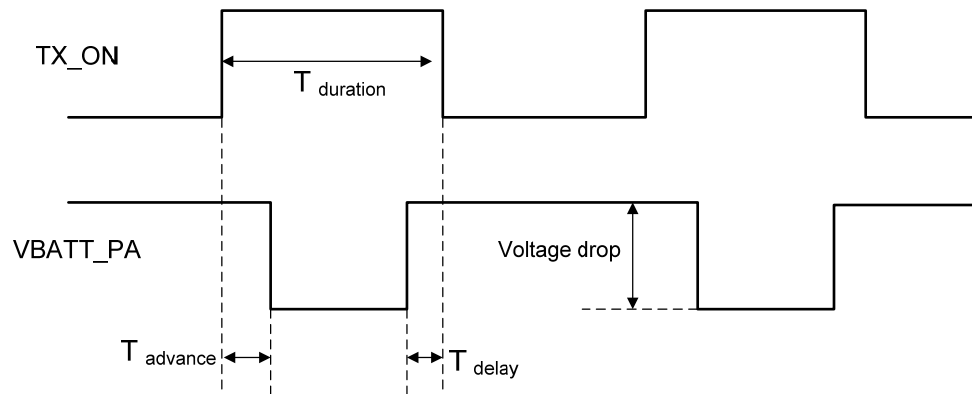 TX_ON
T duration
VBATT_PA
Voltage drop
T advance
T delay